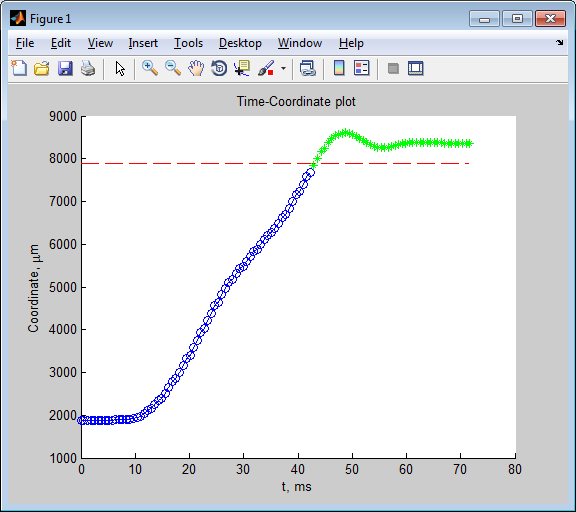 Figure 1
File Edit View Insert Tools Desktop Window Help
Time-Coordinate plot
9000
8000
7000
6000
5000
4000
3000
2000
1000
Coordinate, μm
0 10 20 30 40 50 60 70 80
t, ms